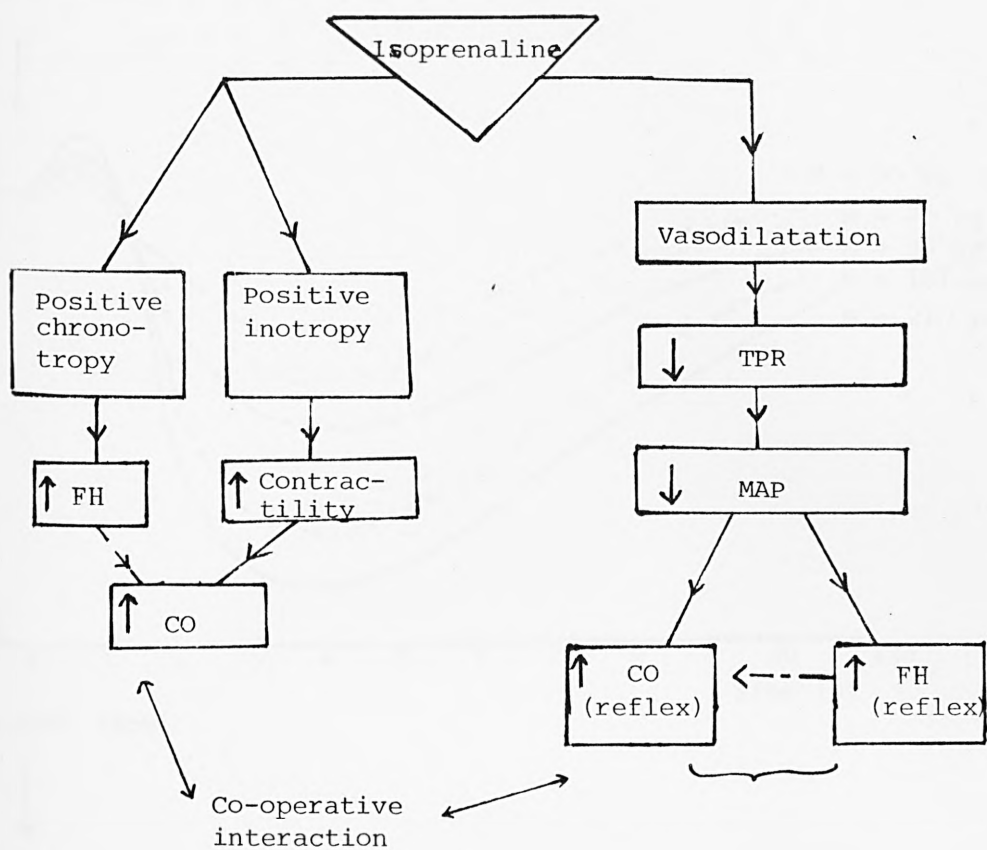 Isoprenaline
Positive
chrono-
tropy
Positive
inotropy
↑ FH
↑ Contrac-
tility
↑ CO
Vasodilatation
↓ TPR
↓ MAP
↑ CO
(reflex)
↑ FH
(reflex)
Co-operative
interaction